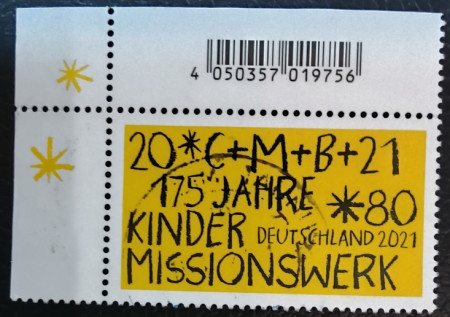 4 050357 019756
20*C+M+B+21
175 JAHRE
*80
KINDER
DEUTSCHLAND 2021
MISSIONSWERK